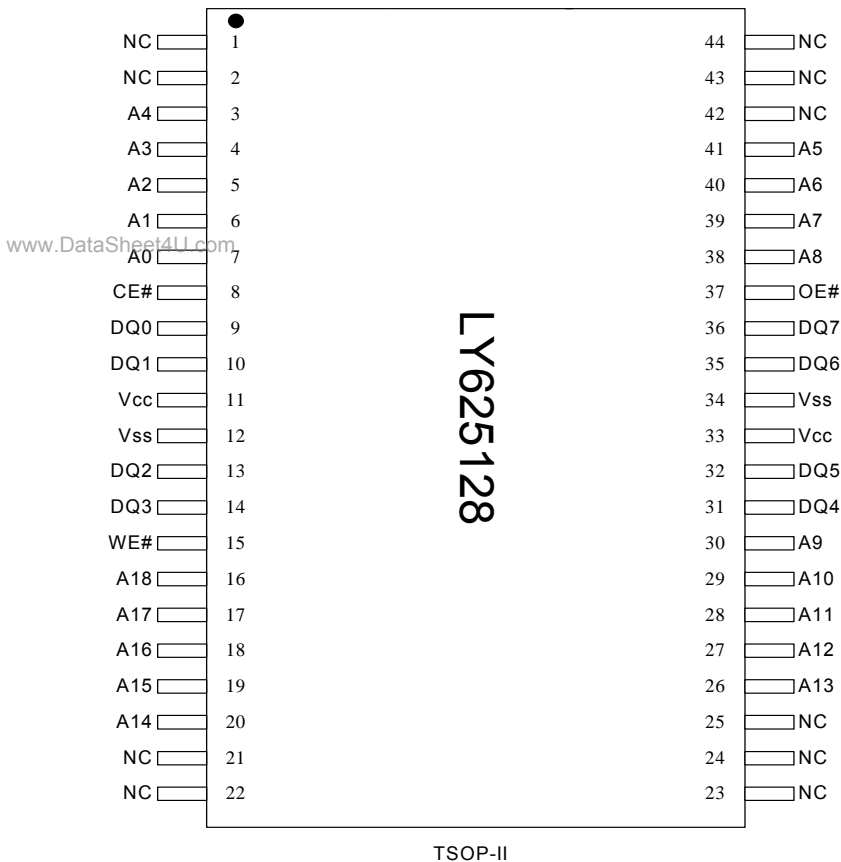 NC 1 44 NC
NC 2 43 NC
A4 3 42 NC
A3 4 41 A5
A2 5 40 A6
A1 6 39 A7
www.DataSheet4U.com
A0 7 38 A8
CE# 8 37 OE#
DQ0 9 36 DQ7
DQ1 10 35 DQ6
Vcc 11 34 Vss
Vss 12 33 Vcc
DQ2 13 32 DQ5
DQ3 14 31 DQ4
WE# 15 30 A9
A18 16 29 A10
A17 17 28 A11
A16 18 27 A12
A15 19 26 A13
A14 20 25 NC
NC 21 24 NC
NC 22 23 NC
LY625128
TSOP-II